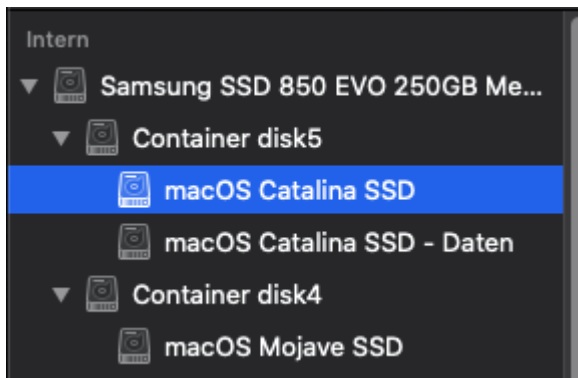 Intern
Samsung SSD 850 EVO 250GB Me...
Container disk5
macOS Catalina SSD
macOS Catalina SSD - Daten
Container disk4
macOS Mojave SSD